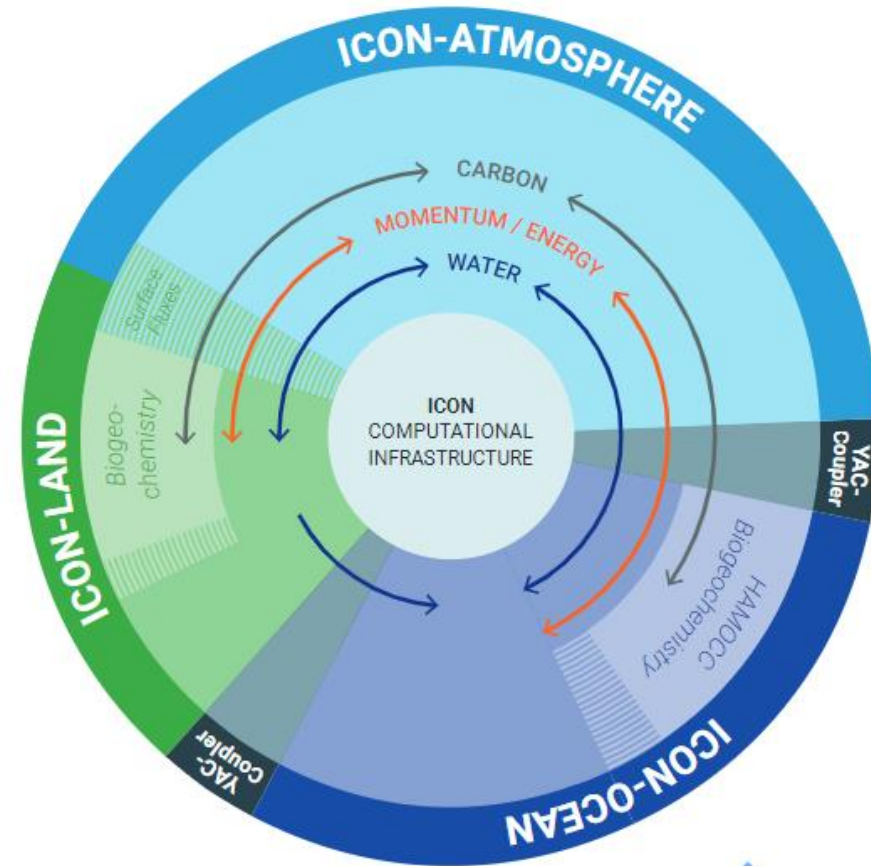 ICON-ATMOSPHERE
CARBON
MOMENTUM / ENERGY
WATER
Surface
Fluxes
ICON
COMPUTATIONAL
INFRASTRUCTURE
Biogeo-
chemistry
ICON-LAND
YAC-
Coupler
HAMOCC
Biogeochemistry
YAC-
Coupler
ICON-OCEAN